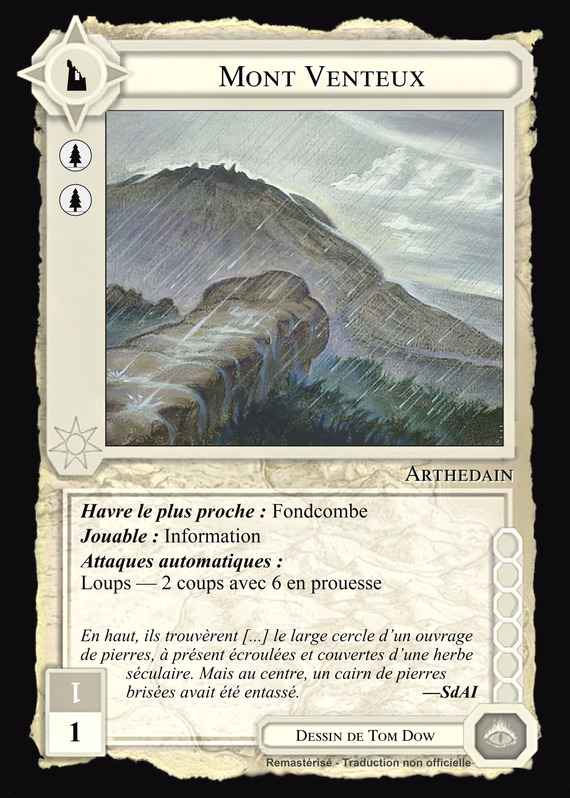 Mont Venteux
Arthedain
Havre le plus proche : Fondcombe
Jouable : Information
Attaques automatiques :
Loups — 2 coups avec 6 en prouesse
En haut, ils trouvèrent [...] le large cercle d’un ouvrage
de pierres, à présent écroulées et couvertes d’une herbe
séculaire. Mais au centre, un cairn de pierres
brisées avait été entassé. —SdAI
1
1
Dessin de Tom Dow
Remastérisé - Traduction non officielle